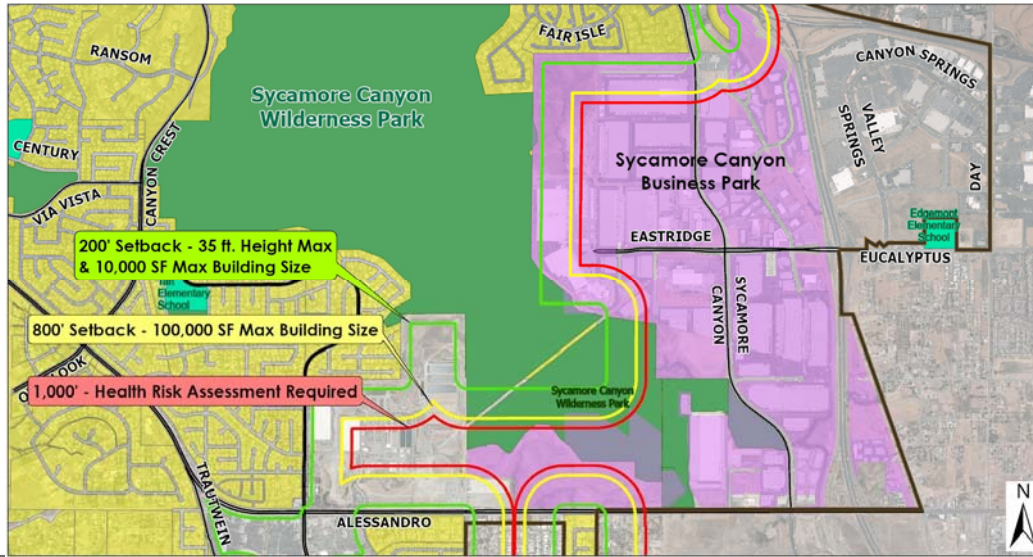 RANSOM
FAIR ISLE
CANYON SPRINGS
VALLEY
SPRINGS
DAY
Sycamore Canyon
Wilderness Park
CENTURY
CANYON CREST
VIA VISTA
Sycamore Canyon
Business Park
Edgemont
Elementary
School
EASTRIDGE
EUCALYPTUS
200' Setback - 35 ft. Height Max
& 10,000 SF Max Building Size
Elementary
School
SYCAMORE
CANYON
800' Setback - 100,000 SF Max Building Size
1,000' - Health Risk Assessment Required
Sycamore Canyon
Wilderness Park
TRAUTWEIN
ALESSANDRO
N